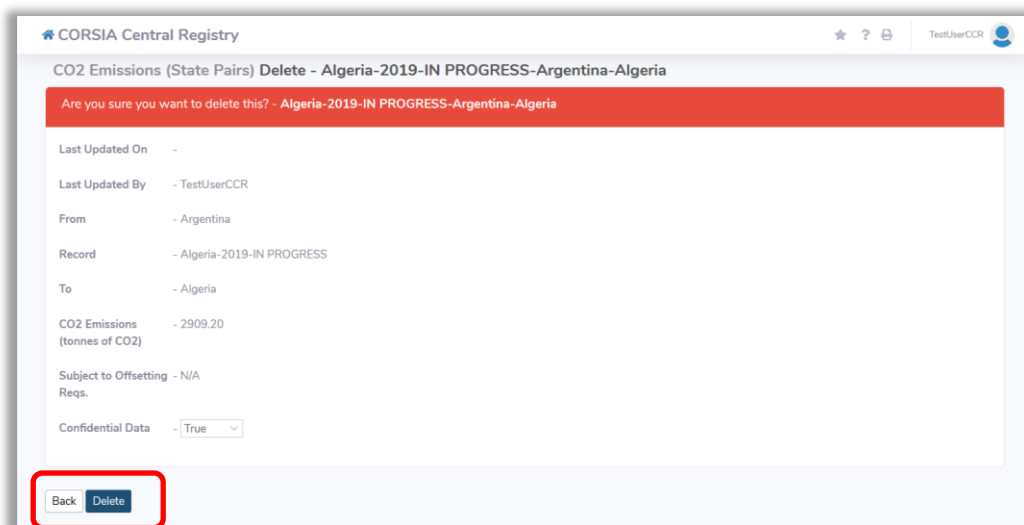 CORSIA Central Registry
? TestUserCCR
CO2 Emissions (State Pairs) Delete - Algeria-2019-IN PROGRESS-Argentina-Algeria
Are you sure you want to delete this? - Algeria-2019-IN PROGRESS-Argentina-Algeria
Last Updated On -
Last Updated By - TestUserCCR
From - Argentina
Record - Algeria-2019-IN PROGRESS
To - Algeria
CO2 Emissions - 2909.20
(tonnes of CO2)
Subject to Offsetting - N/A
Reqs.
Confidential Data - True
Back Delete